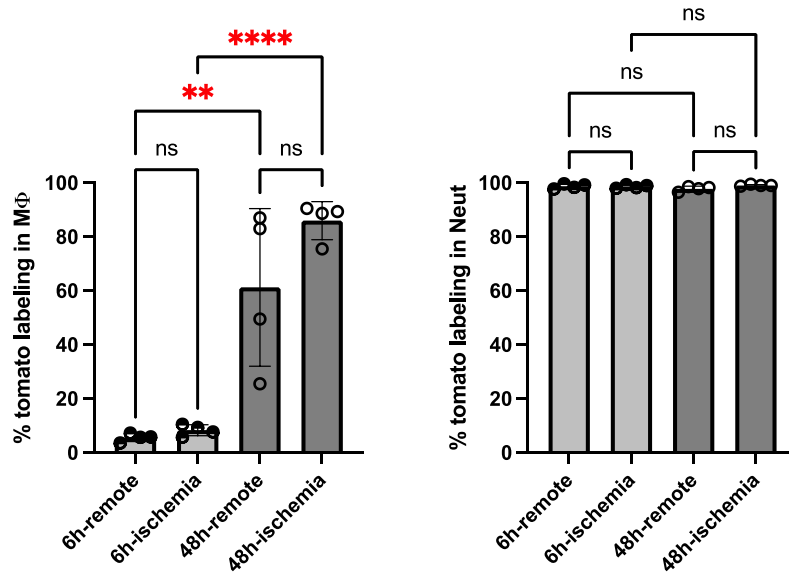 ****
**
ns
ns
% tomato labeling in MΦ
100
80
60
40
20
0
6h-remote
6h-ischemia
48h-remote
48h-ischemia
ns
ns
ns
ns
% tomato labeling in Neut
100
80
60
40
20
0
6h-remote
6h-ischemia
48h-remote
48h-ischemia